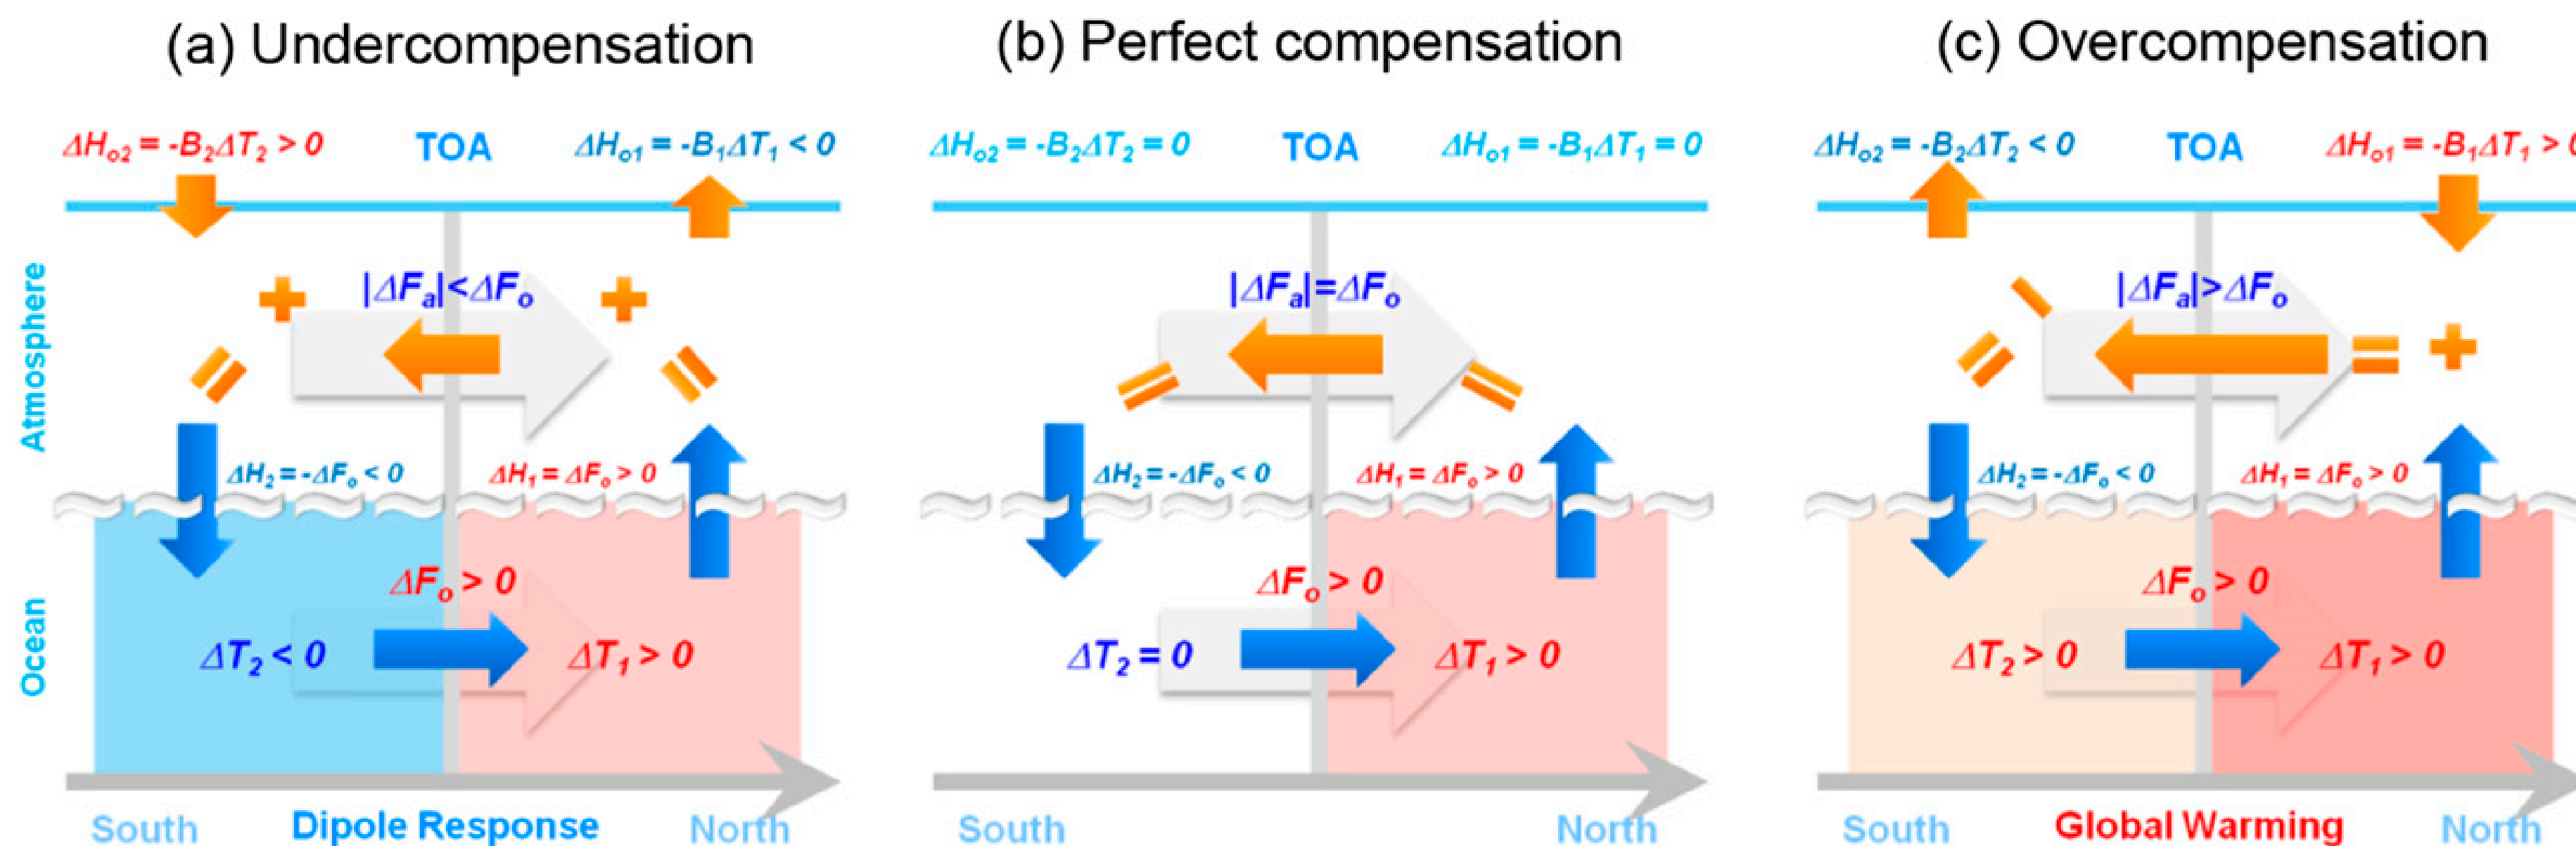 (a) Undercompensation
(b) Perfect compensation
(c) Overcompensation
ΔHo2 = -B2ΔT2 > 0
TOA
ΔHo1 = -B1ΔT1 < 0
ΔHo2 = -B2ΔT2 = 0
TOA
ΔHo1 = -B1ΔT1 = 0
ΔHo2 = -B2ΔT2 < 0
TOA
ΔHo1 = -B1ΔT1 > 0
+
+
|ΔFa|<ΔFo
|ΔFa|=ΔFo
|ΔFa|>ΔFo
Atmosphere
=
=
=
=
=
=
+
ΔH2 = -ΔFo < 0
ΔH1 = ΔFo > 0
ΔH2 = -ΔFo < 0
ΔH1 = ΔFo > 0
ΔH2 = -ΔFo < 0
ΔH1 = ΔFo > 0
Ocean
ΔFo > 0
ΔFo > 0
ΔFo > 0
ΔT2 < 0
ΔT1 > 0
ΔT2 = 0
ΔT1 > 0
ΔT2 > 0
ΔT1 > 0
South
Dipole Response
North
South
North
South
Global Warming
North